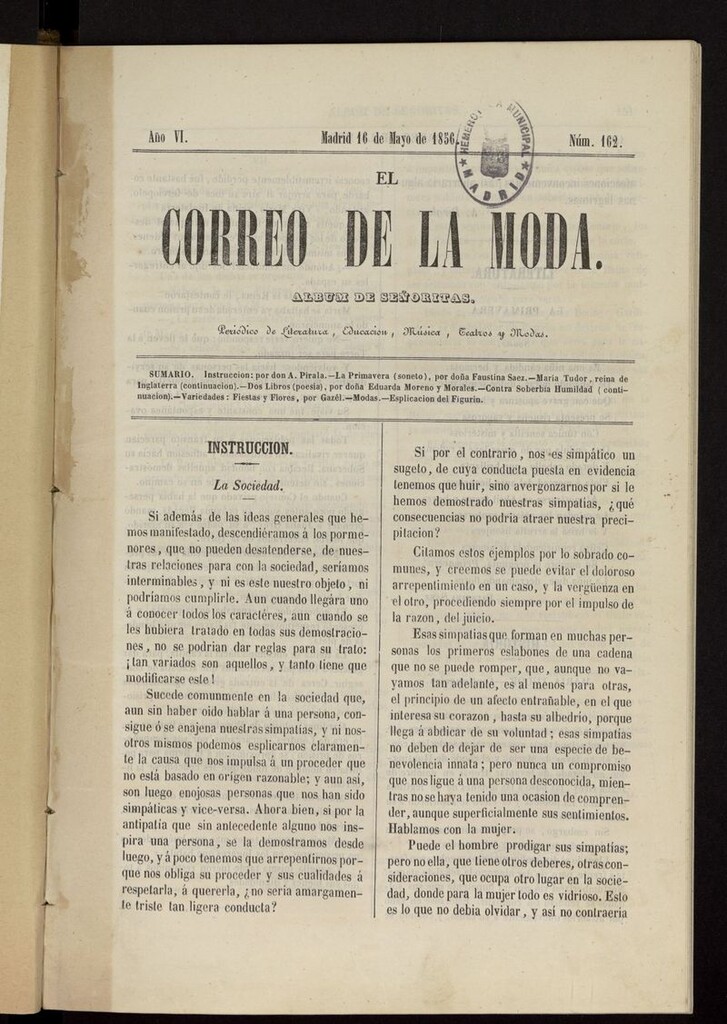 Año VI.
Madrid 16 de Mayo de 1856.
Núm. 162.
HEMEROTECA MUNICIPAL
★ MADRID ★
EL
CORREO DE LA MODA.
ALBUM DE SEÑORITAS.
Periódico de Literatura, Educacion, Música, Teatros y Modas.
SUMARIO. Instruccion: por don A. Pirala.—La Primavera (soneto), por doña Faustina Saez.—María Tudor, reina de
Inglaterra (continuacion).—Dos Libros (poesía), por doña Eduarda Moreno y Morales.—Contra Soberbia Humildad (conti-
nuacion).—Variedades: Fiestas y Flores, por Gazél.—Modas.—Esplicacion del Figurin.
INSTRUCCION.
La Sociedad.
Si además de las ideas generales que he-
mos manifestado, descendiéramos á los porme-
nores, que no pueden desatenderse, de nues-
tras relaciones para con la sociedad, seriamos
interminables, y ni es este nuestro objeto, ni
podriamos cumplirle. Aun cuando llegára uno
á conocer todos los caractéres, aun cuando se
les hubiera tratado en todas sus demostracio-
nes, no se podrian dar reglas para su trato:
¡tan variados son aquellos, y tanto tiene que
modificarse este!
Sucede comunmente en la sociedad que,
aun sin haber oido hablar á una persona, con-
sigue ó se enajena nuestras simpatías, y ni nos-
otros mismos podemos esplicarnos claramen-
te la causa que nos impulsa á un proceder que
no está basado en orígen razonable; y aun así,
son luego enojosas personas que nos han sido
simpáticas y vice-versa. Ahora bien, si por la
antipatía que sin antecedente alguno nos ins-
pira una persona, se la demostramos desde
luego, y á poco tenemos que arrepentirnos por-
que nos obliga su proceder y sus cualidades á
respetarla, á quererla, ¿no seria amargamen-
te triste tan ligera conducta?
Si por el contrario, nos es simpático un
sugeto, de cuya conducta puesta en evidencia
tenemos que huir, sino avergonzarnos por si le
hemos demostrado nuestras simpatías, ¿qué
consecuencias no podria atraer nuestra preci-
pitacion?
Citamos estos ejemplos por lo sobrado co-
munes, y creemos se puede evitar el doloroso
arrepentimiento en un caso, y la vergüenza en
el otro, procediendo siempre por el impulso de
la razon, del juicio.
Esas simpatías que forman en muchas per-
sonas los primeros eslabones de una cadena
que no se puede romper, que, aunque no va-
yamos tan adelante, es al menos para otras,
el principio de un afecto entrañable, en el que
interesa su corazon, hasta su albedrío, porque
llega á abdicar de su voluntad; esas simpatías
no deben de dejar de ser una especie de be-
nevolencia innata; pero nunca un compromiso
que nos ligue á una persona desconocida, mien-
tras no se haya tenido una ocasion de compren-
der, aunque superficialmente sus sentimientos.
Hablamos con la mujer.
Puede el hombre prodigar sus simpatías;
pero no ella, que tiene otros deberes, otras con-
sideraciones, que ocupa otro lugar en la socie-
dad, donde para la mujer todo es vidrioso. Esto
es lo que no debia olvidar, y así no contraeria